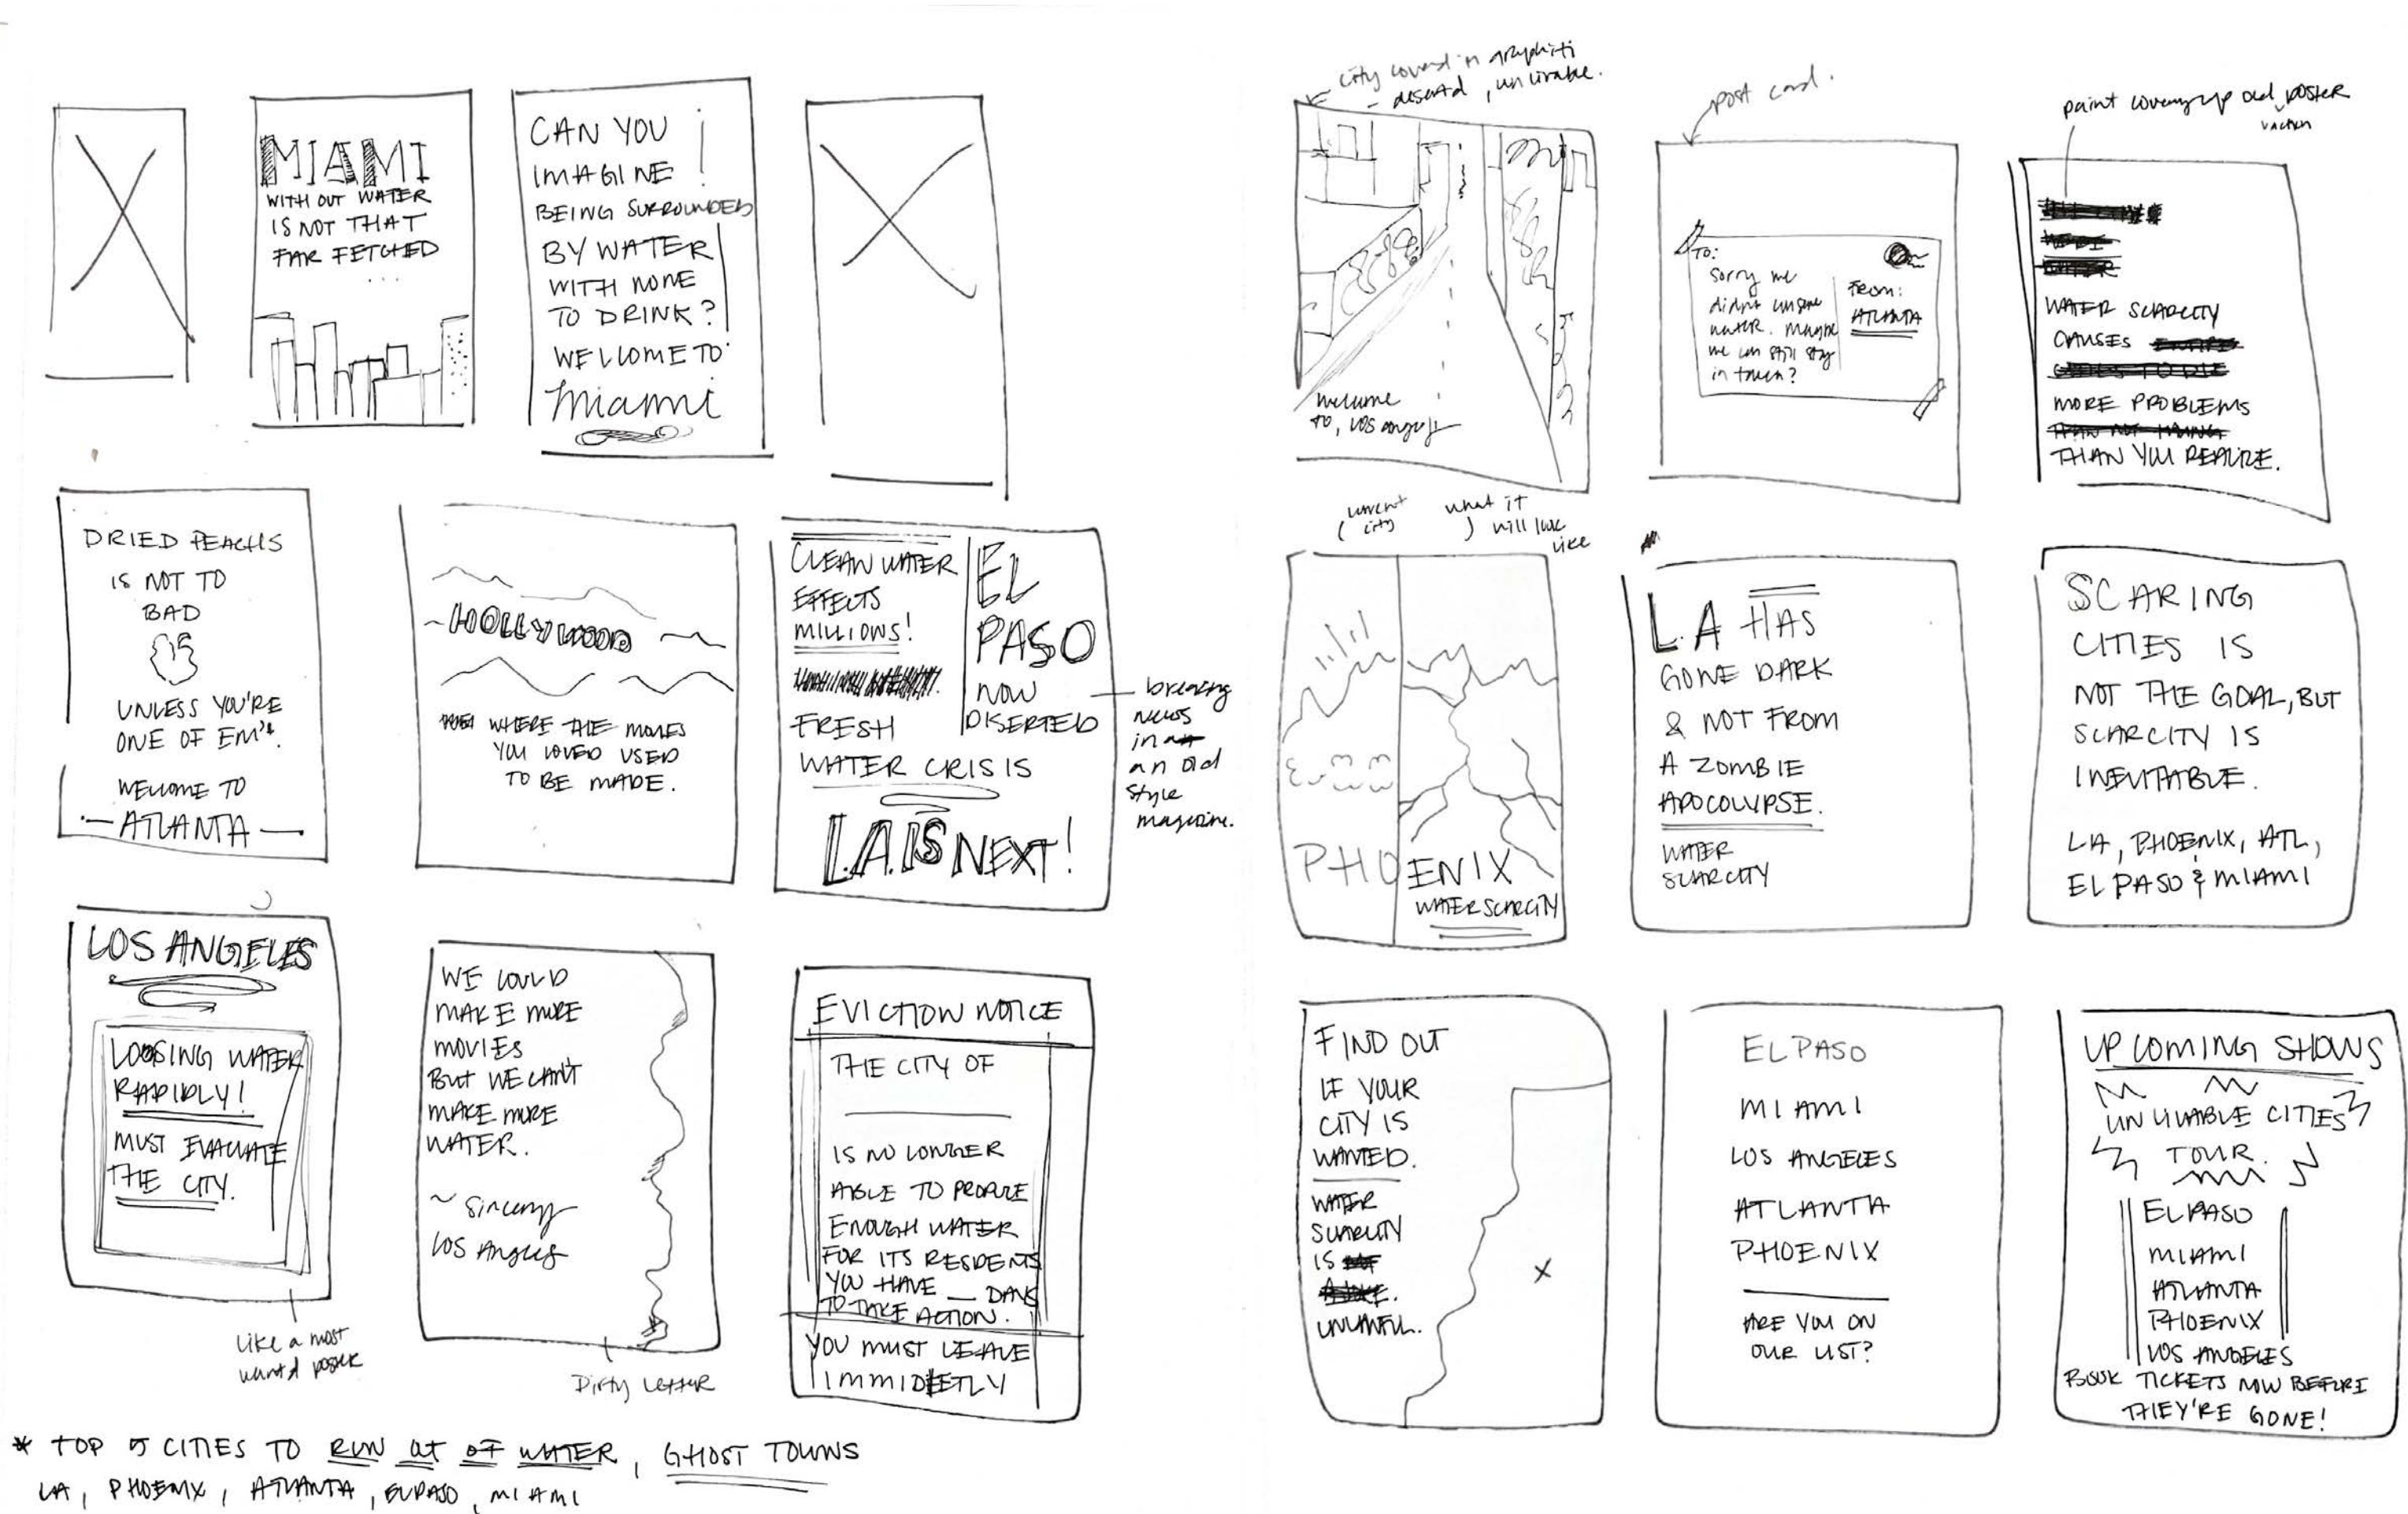 MIAMI
WITH OUT WATER
IS NOT THAT
FAR FETCHED
...
CAN YOU
IMAGINE
BEING SURROUNDED
BY WATER
WITH NONE
TO DRINK?
WELCOME TO
Miami
DRIED PEACHS
IS NOT TO
BAD
UNLESS YOU'RE
ONE OF EM'S.
WELCOME TO
- ATLANTA -
HOLLYWOOD
WHERE THE MOVIES
YOU LOVED USED
TO BE MADE.
CLEAN WATER
EFFECTS
MILLIONS!
FRESH
WATER CRISIS
EL
PASO
NOW
DISERTED
L.A. IS NEXT!
breaking
news
in
an old
style
magazine.
LOS ANGELES
LOOSING WATER
RAPIDLY!
MUST EVACUATE
THE CITY.
like a most
wanted poster
WE COULD
MAKE MORE
MOVIES
BUT WE CAN'T
MAKE MORE
WATER.
~ Sincerely
LOS Angeles
Dirty Letter
EVICTION NOTICE
THE CITY OF
IS NO LONGER
ABLE TO PRODUCE
ENOUGH WATER
FOR ITS RESIDENTS
YOU HAVE __ DAYS
TO TAKE ACTION.
YOU MUST LEAVE
IMMIDEETLY
* TOP 5 CITIES TO RUN OUT OF WATER, GHOST TOWNS
LA, PHOENIX, ATLANTA, ELPASO, MIAMI
city covered in graphiti
- deserted, unlivable.
welcome
TO, LOS angeles
post card.
TO:
Sorry we
didn't conserve
water. Maybe
we can still stay
in town?
From:
ATLANTA
paint covering up old poster
WATER SCARCITY
CAUSES
MORE PROBLEMS
THAN YOU REALIZE.
current
city
what it
will look
like
PHOENIX
WATER SCARCITY
LA HAS
GONE DARK
& NOT FROM
A ZOMBIE
APOCOLYPSE.
WATER
SCARCITY
SCARING
CITIES IS
NOT THE GOAL, BUT
SCARCITY IS
INEVITABLE.
LA, PHOENIX, ATL,
EL PASO & MIAMI
FIND OUT
IF YOUR
CITY IS
WANTED.
WATER
SCARCITY
IS
UNLAWFUL.
X
EL PASO
MIAMI
LOS ANGELES
ATLANTA
PHOENIX
ARE YOU ON
OUR LIST?
UP COMING SHOWS
UNLIVABLE CITIES
TOUR.
EL PASO
MIAMI
ATLANTA
PHOENIX
LOS ANGELES
BOOK TICKETS NOW BEFORE
THEY'RE GONE!